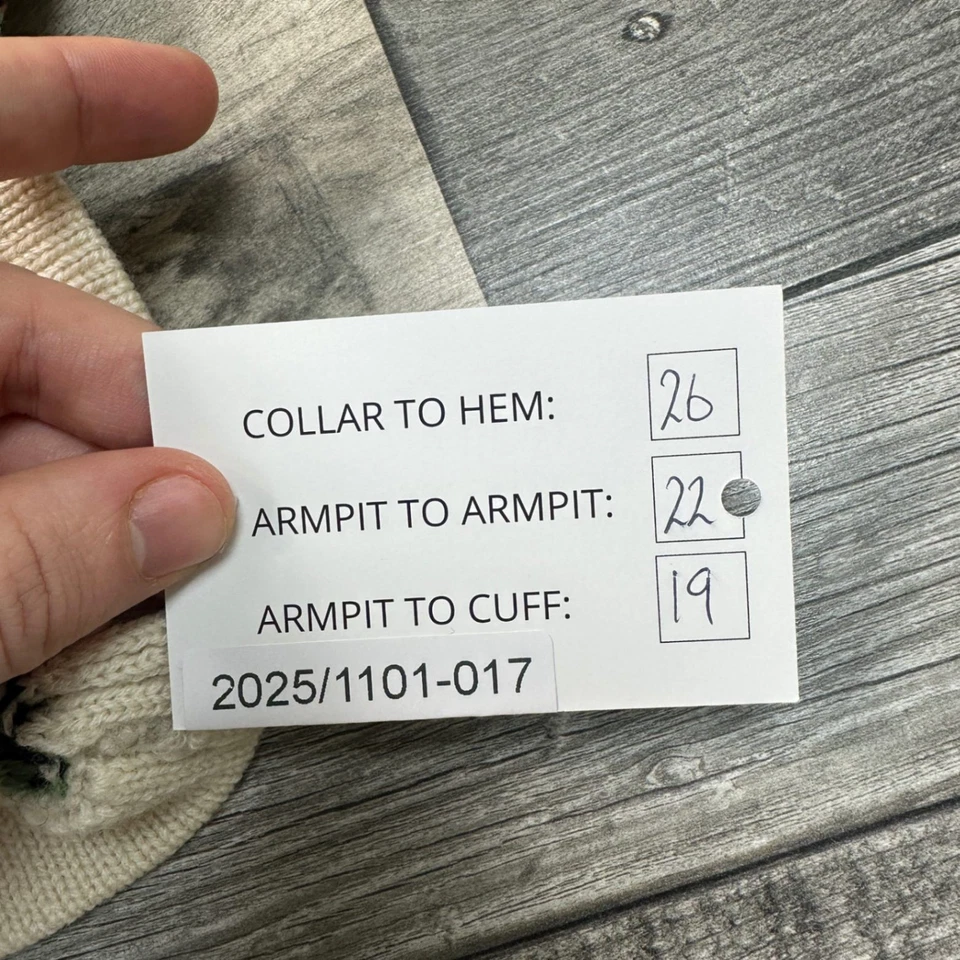 COLLAR TO HEM: 26
ARMPIT TO ARMPIT: 22
ARMPIT TO CUFF: 19
2025/1101-017